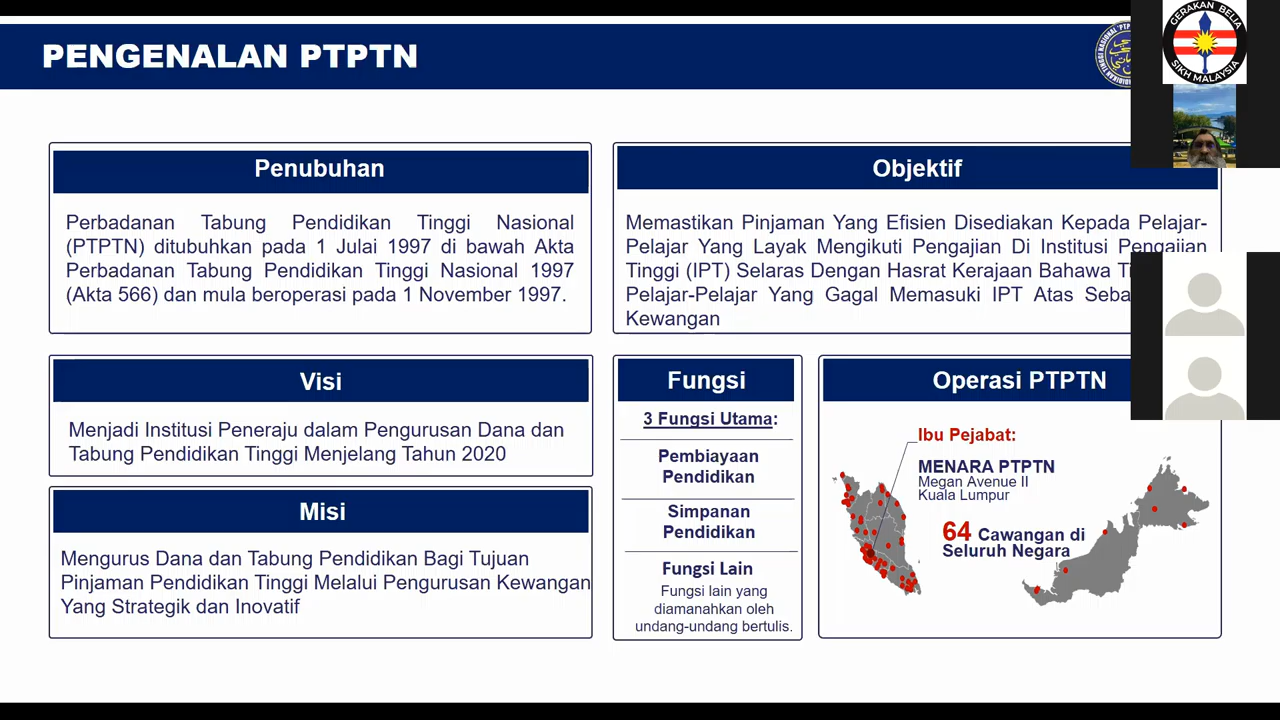 PENGENALAN PTPTN
GERAKAN BELIA
SIKH MALAYSIA
Penubuhan
Perbadanan Tabung Pendidikan Tinggi Nasional
(PTPTN) ditubuhkan pada 1 Julai 1997 di bawah Akta
Perbadanan Tabung Pendidikan Tinggi Nasional 1997
(Akta 566) dan mula beroperasi pada 1 November 1997.
Objektif
Memastikan Pinjaman Yang Efisien Disediakan Kepada Pelajar-
Pelajar Yang Layak Mengikuti Pengajian Di Institusi Pengajian
Tinggi (IPT) Selaras Dengan Hasrat Kerajaan Bahawa
Pelajar-Pelajar Yang Gagal Memasuki IPT Atas
Kewangan
Visi
Menjadi Institusi Peneraju dalam Pengurusan Dana dan
Tabung Pendidikan Tinggi Menjelang Tahun 2020
Misi
Mengurus Dana dan Tabung Pendidikan Bagi Tujuan
Pinjaman Pendidikan Tinggi Melalui Pengurusan Kewangan
Yang Strategik dan Inovatif
Fungsi
3 Fungsi Utama:
Pembiayaan
Pendidikan
Simpanan
Pendidikan
Fungsi Lain
Fungsi lain yang
diamanahkan oleh
undang-undang bertulis.
Operasi PTPTN
Ibu Pejabat:
MENARA PTPTN
Megan Avenue II
Kuala Lumpur
64 Cawangan di
Seluruh Negara